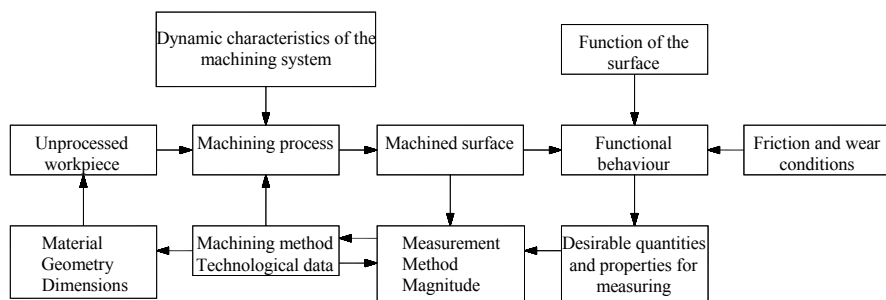 Dynamic characteristics of the
machining system
Function of the
surface
Unprocessed
workpiece
Machining process
Machined surface
Functional
behaviour
Friction and wear
conditions
Material
Geometry
Dimensions
Machining method
Technological data
Measurement
Method
Magnitude
Desirable quantities
and properties for
measuring